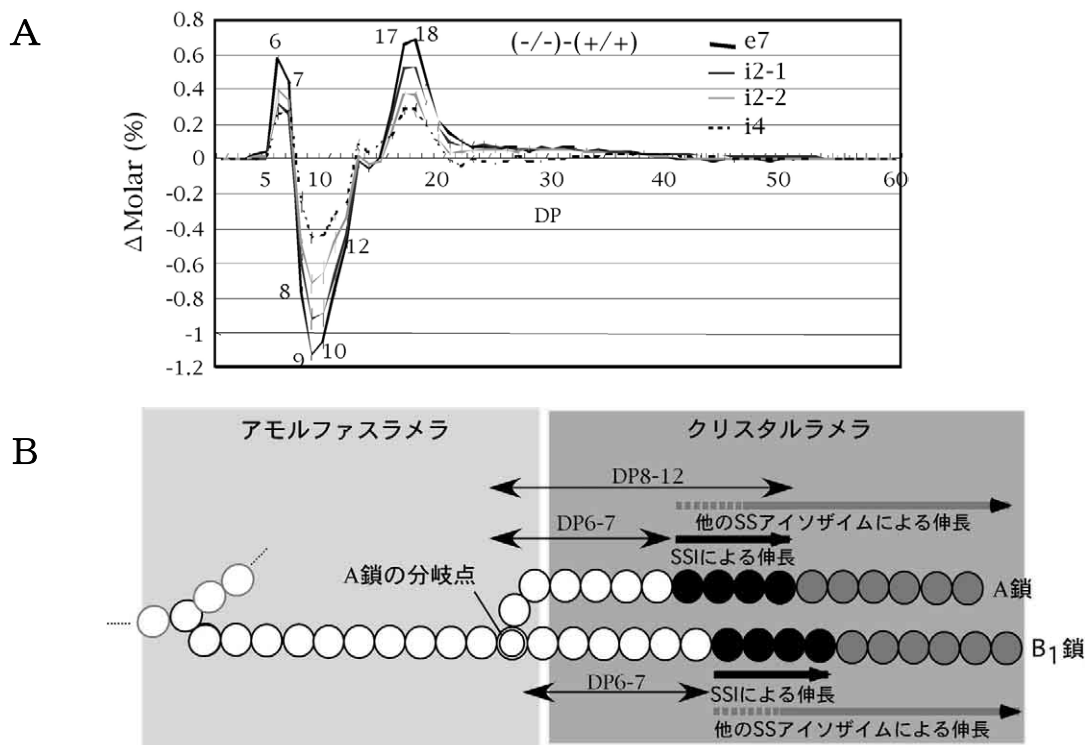 A
0.8
0.6
0.4
0.2
0
-0.2
-0.4
-0.6
-0.8
-1
-1.2
ΔMolar (%)
6
7
17
18
(-/-)-(+/+)
e7
i2-1
i2-2
i4
5
10
20
30
40
50
60
DP
12
8
9
10
B
アモルファスラメラ
クリスタルラメラ
DP8-12
他のSSアイソザイムによる伸長
DP6-7
SSIによる伸長
A鎖の分岐点
A鎖
B1鎖
DP6-7
SSIによる伸長
他のSSアイソザイムによる伸長